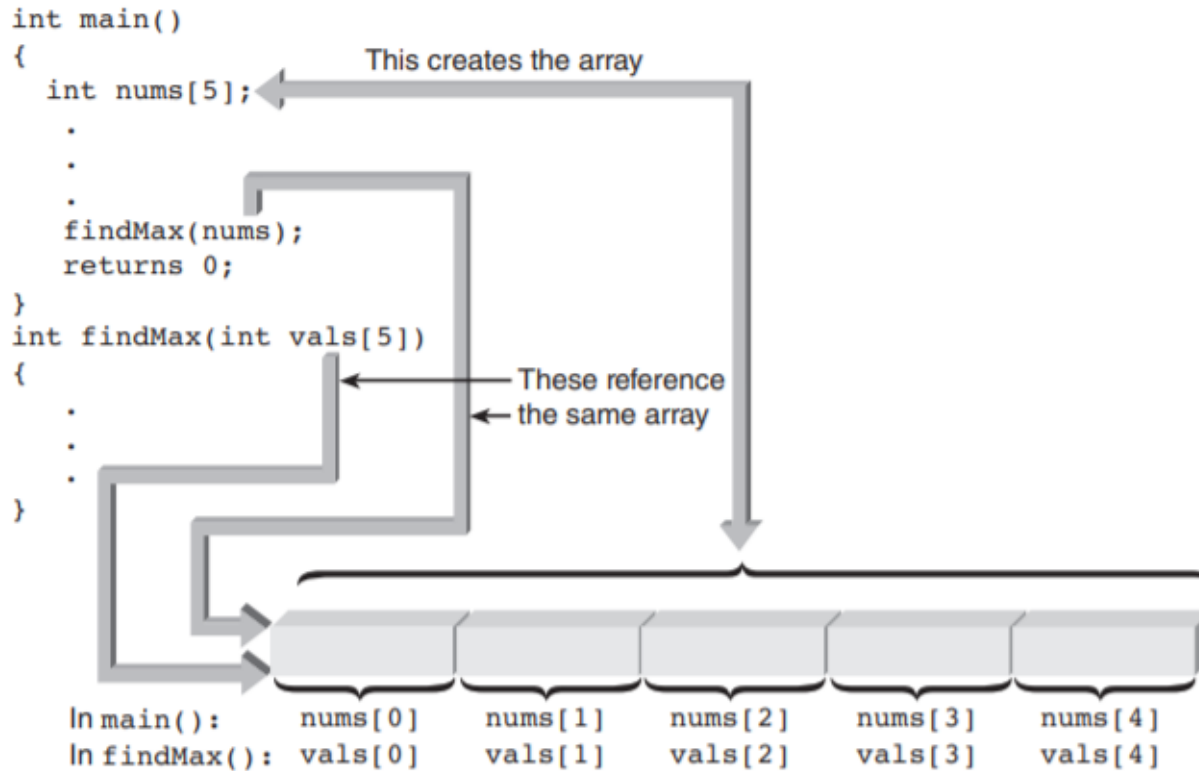 int main()
{
This creates the array
int nums[5];
.
.
.
findMax(nums);
returns 0;
}
int findMax(int vals[5])
{
These reference
the same array
.
.
.
}
In main(): nums[0] nums[1] nums[2] nums[3] nums[4]
In findMax(): vals[0] vals[1] vals[2] vals[3] vals[4]